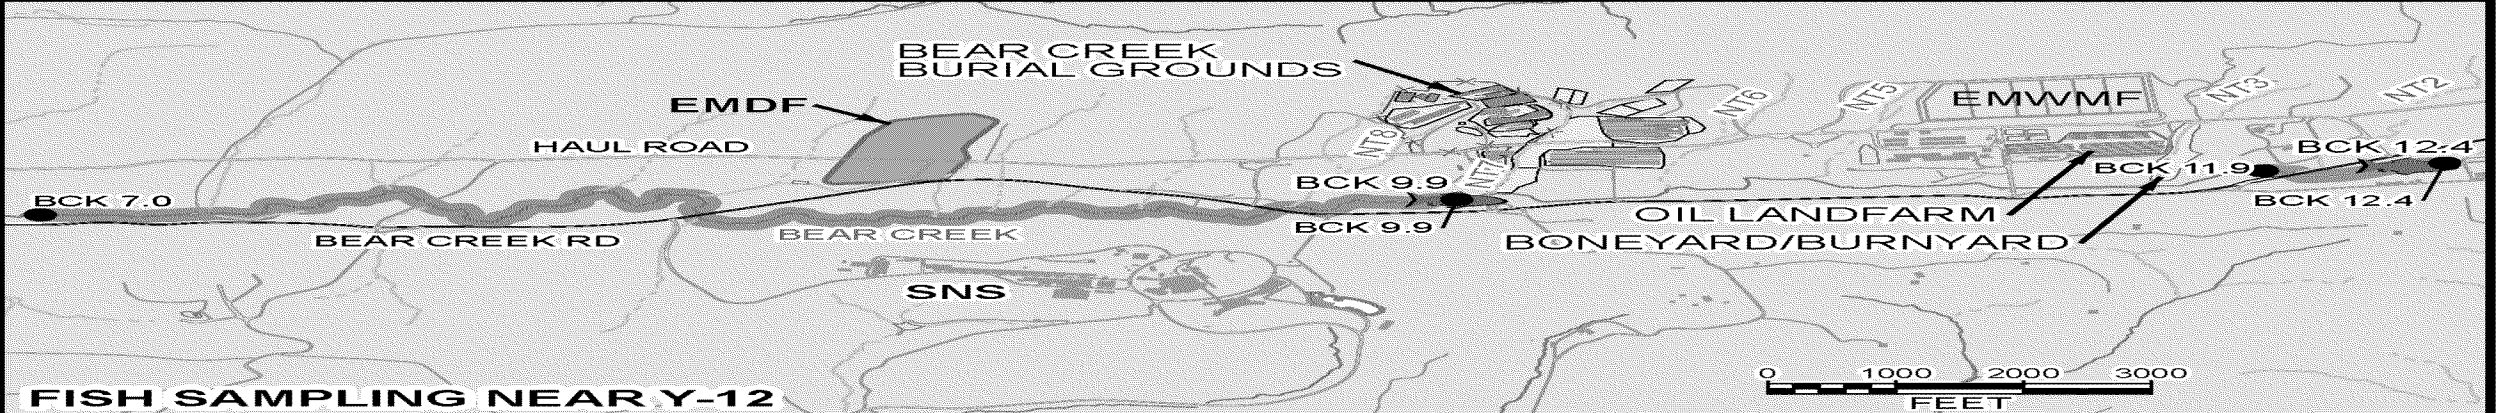 BEAR CREEK
BURIAL GROUNDS
EMDF
HAUL ROAD
NT8
NT7
NT6
NT5
EMWMF
NT3
NT2
BCK 12.4
BCK 11.9
BCK 12.4
BCK 9.9
BCK 9.9
BCK 7.0
OIL LANDFARM
BONEYARD/BURNYARD
BEAR CREEK RD
BEAR CREEK
SNS
FISH SAMPLING NEAR Y-12
0 1000 2000 3000
FEET